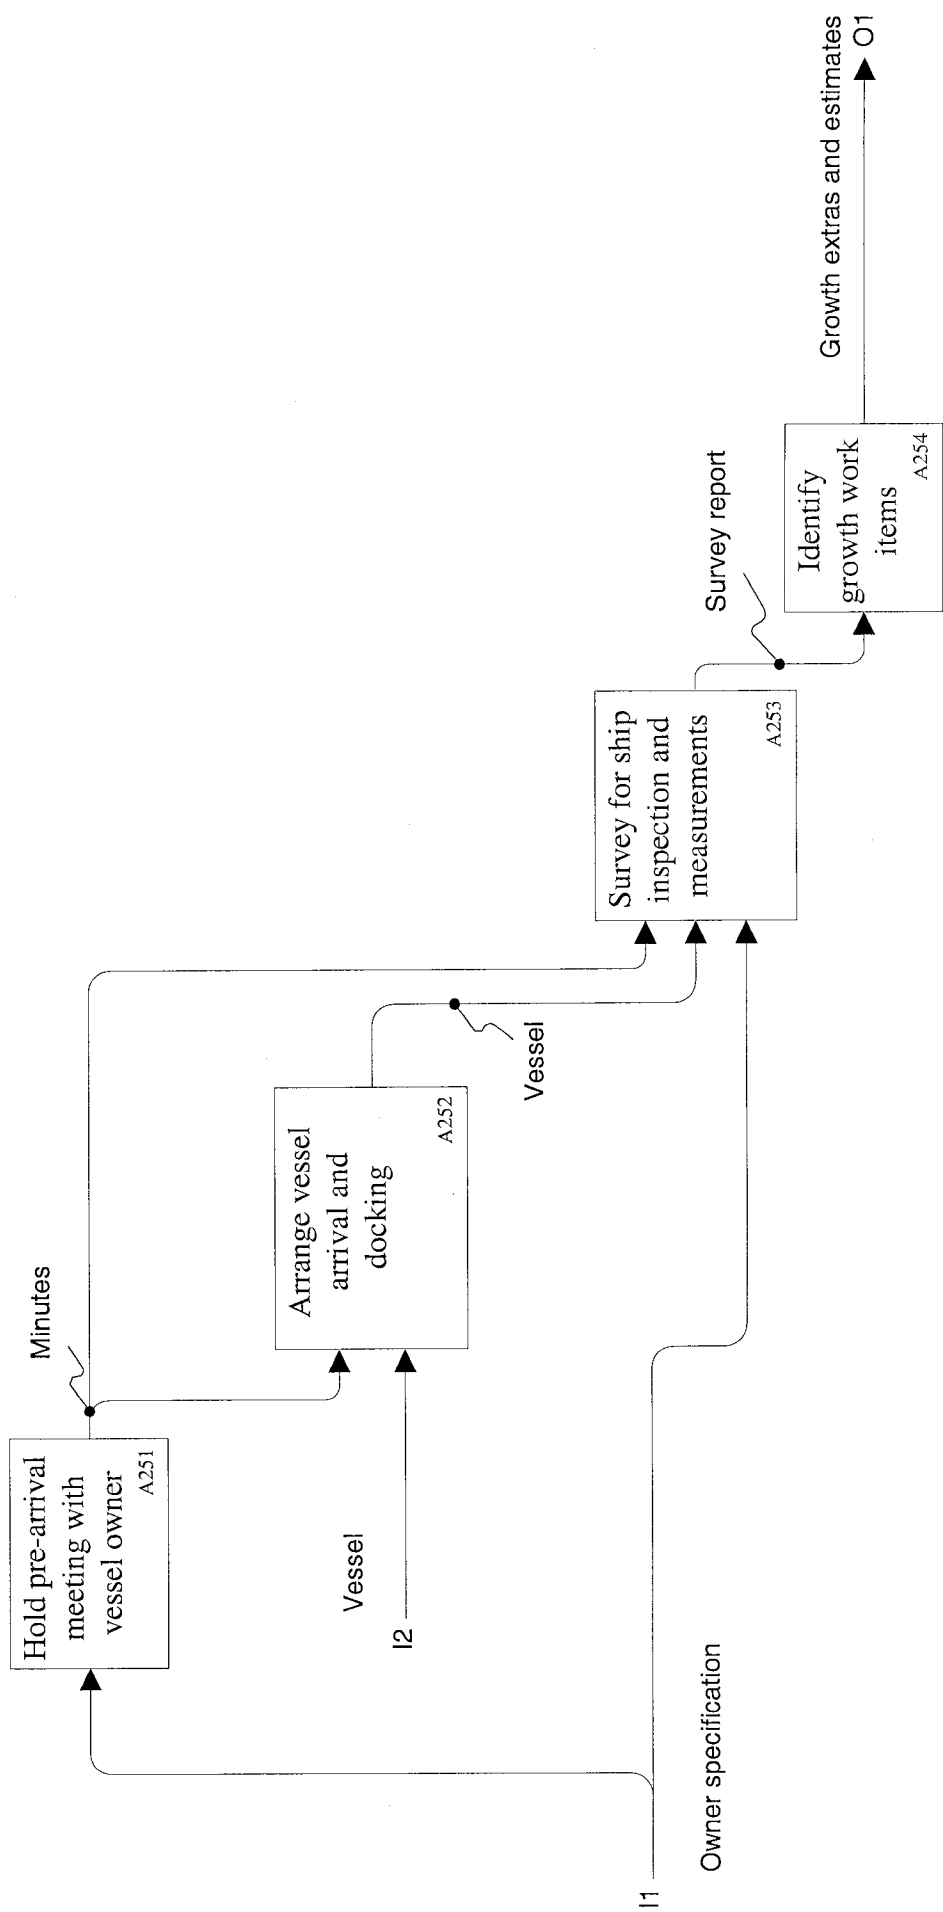 Hold pre-arrival
meeting with
vessel owner
A251
Minutes
Vessel
I2
Arrange vessel
arrival and
docking
A252
Vessel
I1
Owner specification
Survey for ship
inspection and
measurements
A253
Survey report
Identify
growth work
items
A254
Growth extras and estimates
O1